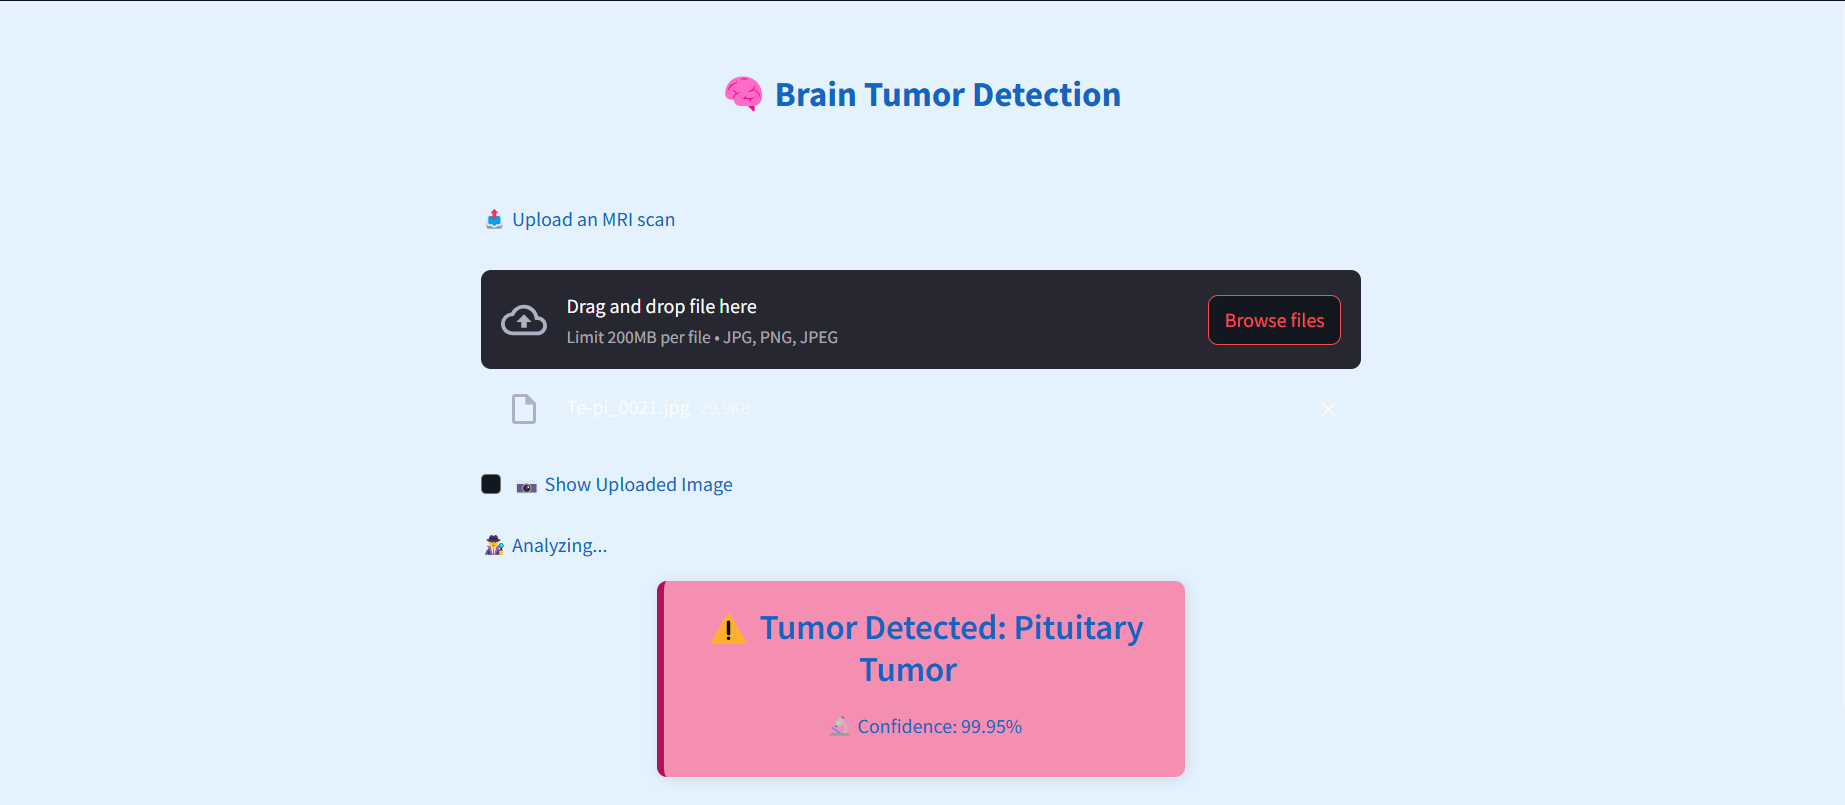 🧠 Brain Tumor Detection
📤 Upload an MRI scan
Drag and drop file here
Limit 200MB per file • JPG, PNG, JPEG
Browse files
Te-pi_0021.jpg 29.9KB
📷 Show Uploaded Image
🕵️ Analyzing...
⚠️ Tumor Detected: Pituitary
Tumor
🔬 Confidence: 99.95%